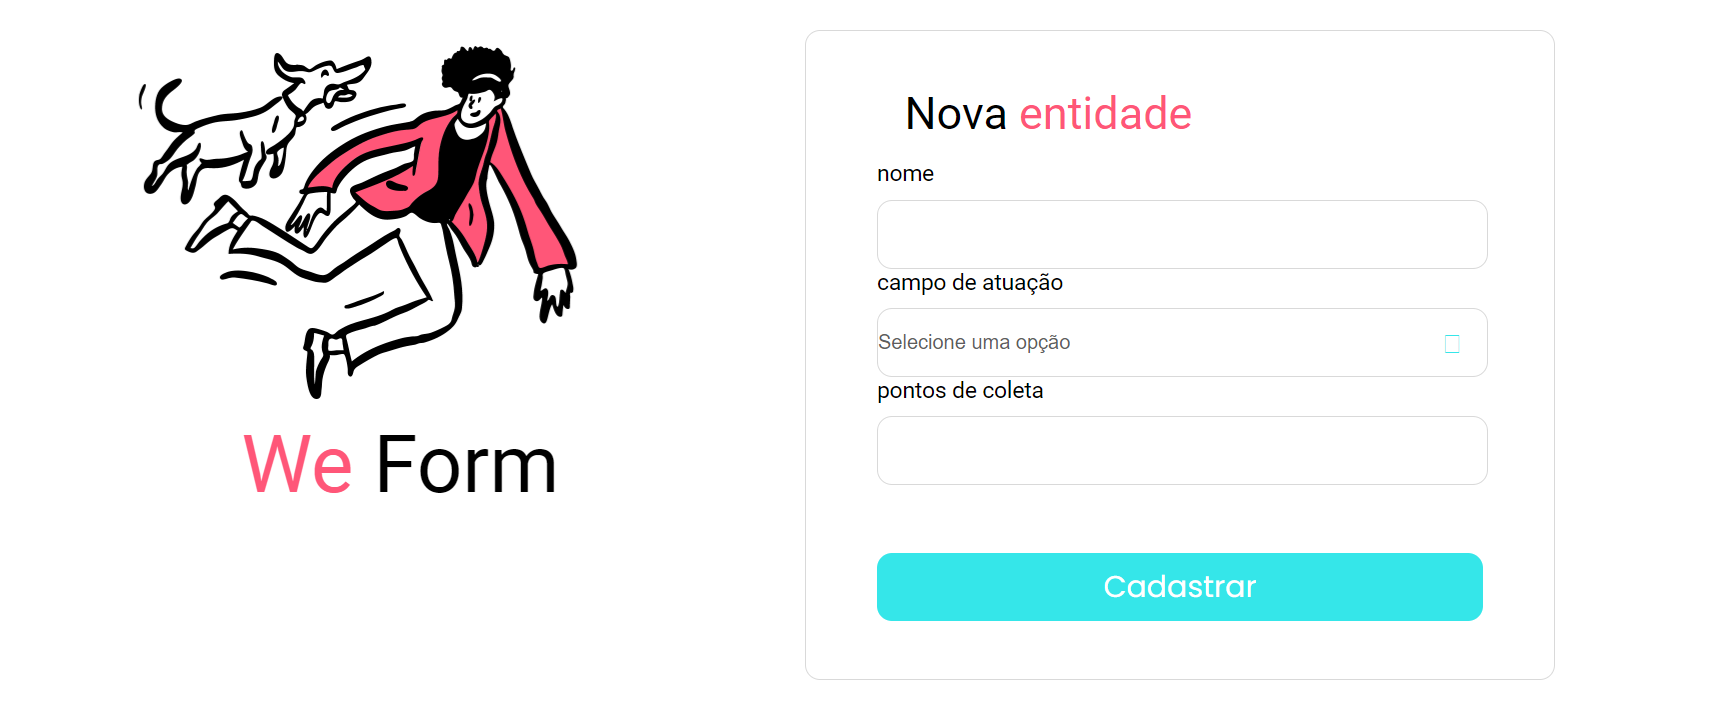 We Form
Nova entidade
nome
campo de atuação
Selecione uma opção
pontos de coleta
Cadastrar